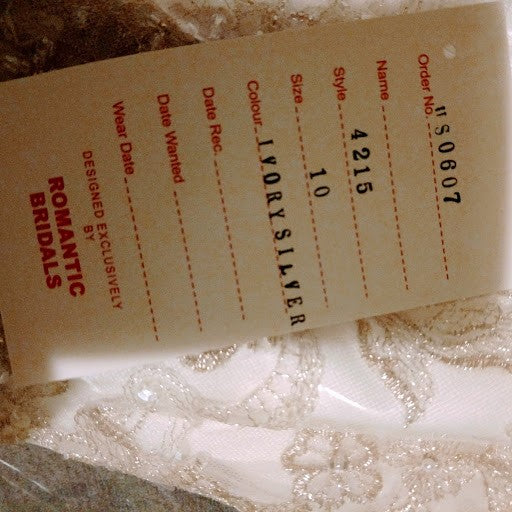 Order No. "S0607
Name
Style 4215
Size 10
Colour IVORYSILVER
Date Rec.
Date Wanted
Wear Date
DESIGNED EXCLUSIVELY
BY
ROMANTIC
BRIDALS